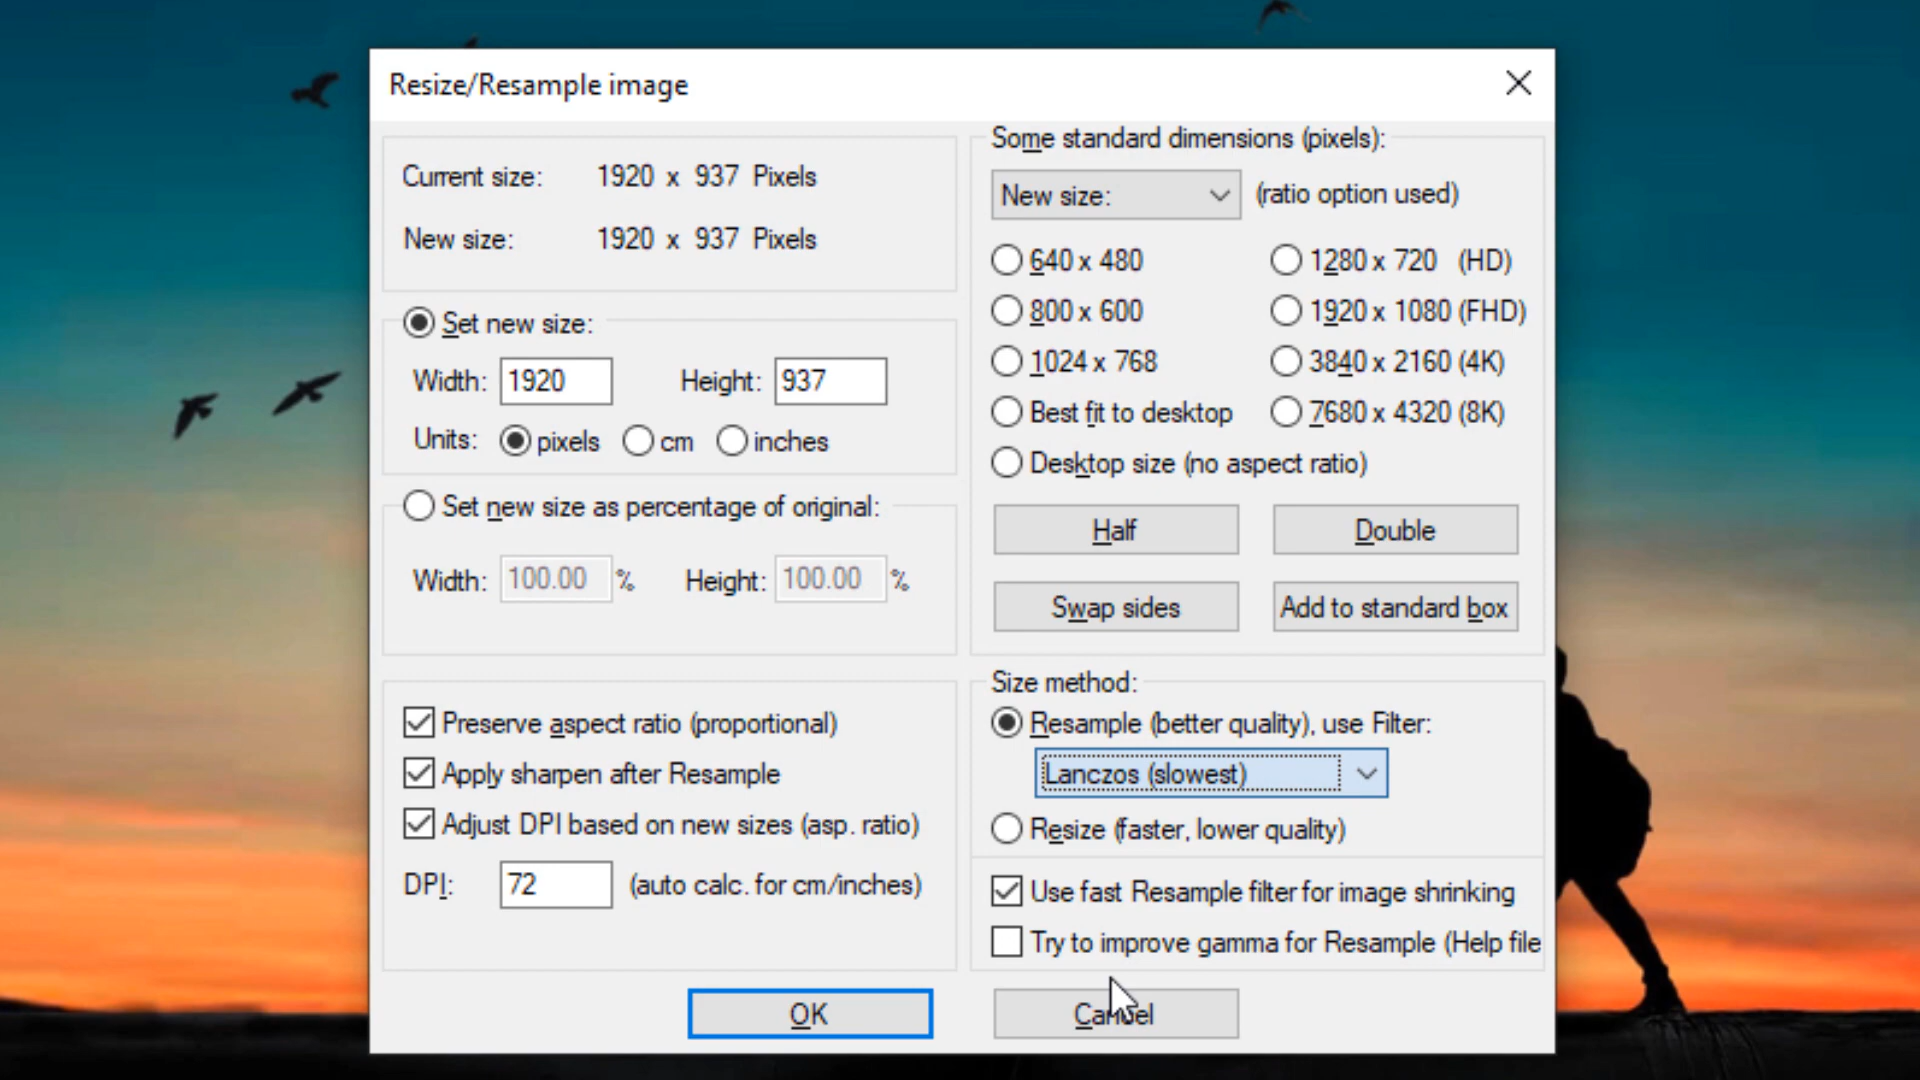 Resize/Resample image
Current size: 1920 x 937 Pixels
New size: 1920 x 937 Pixels
Set new size:
Width: 1920 Height: 937
Units: pixels cm inches
Set new size as percentage of original:
Width: 100.00 % Height: 100.00 %
Preserve aspect ratio (proportional)
Apply sharpen after Resample
Adjust DPI based on new sizes (asp. ratio)
DPI: 72 (auto calc. for cm/inches)
Some standard dimensions (pixels):
New size: (ratio option used)
640 x 480 1280 x 720 (HD)
800 x 600 1920 x 1080 (FHD)
1024 x 768 3840 x 2160 (4K)
Best fit to desktop 7680 x 4320 (8K)
Desktop size (no aspect ratio)
Half Double
Swap sides Add to standard box
Size method:
Resample (better quality), use Filter:
Lanczos (slowest)
Resize (faster, lower quality)
Use fast Resample filter for image shrinking
Try to improve gamma for Resample (Help file
OK Cancel